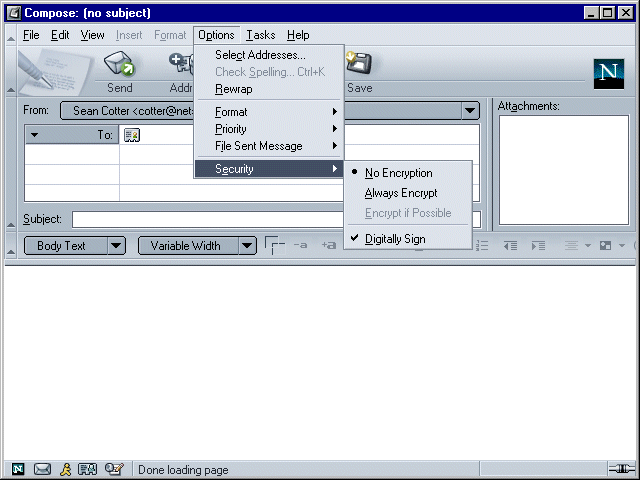 Compose: (no subject)
File Edit View Insert Format Options Tasks Help
Select Addresses...
Check Spelling... Ctrl+K
Rewrap
Format
Priority
File Sent Message
Security
No Encryption
Always Encrypt
Encrypt if Possible
Digitally Sign
Send Save
N
From: Sean Cotter <cotter@net
To:
Attachments:
Subject:
Body Text Variable Width -a +a
N Done loading page